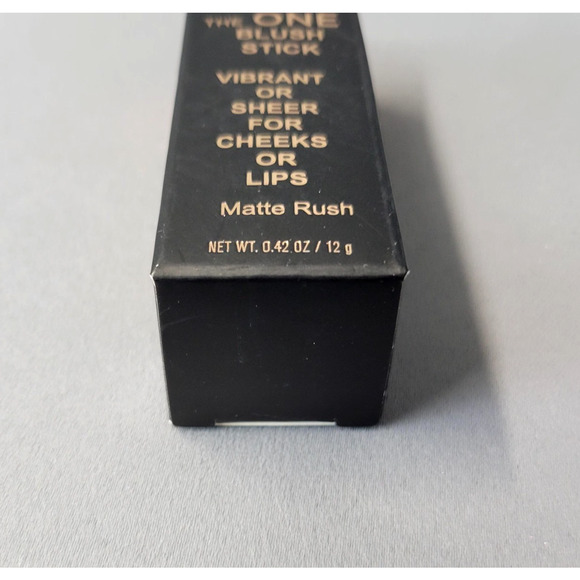 THE ONE
BLUSH
STICK
VIBRANT
OR
SHEER
FOR
CHEEKS
OR
LIPS
Matte Rush
NET WT. 0.42 OZ / 12 g